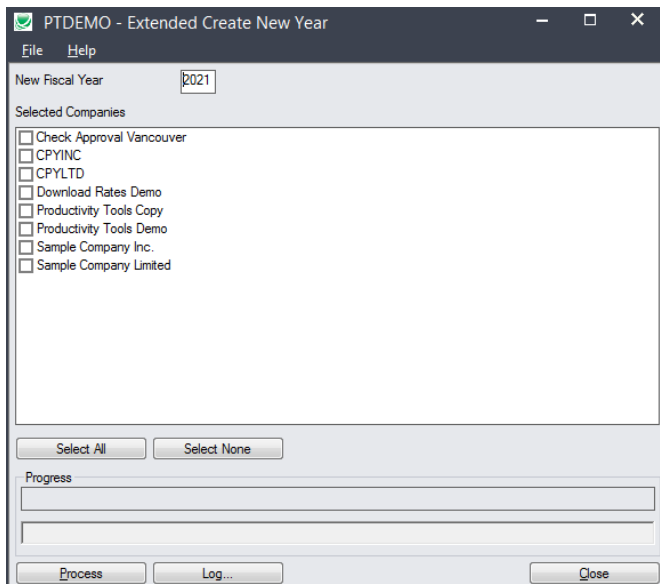 PTDEMO - Extended Create New Year
File Help
New Fiscal Year 2021
Selected Companies
Check Approval Vancouver
CPYINC
CPYLTD
Download Rates Demo
Productivity Tools Copy
Productivity Tools Demo
Sample Company Inc.
Sample Company Limited
Select All Select None
Progress
Process Log... Close